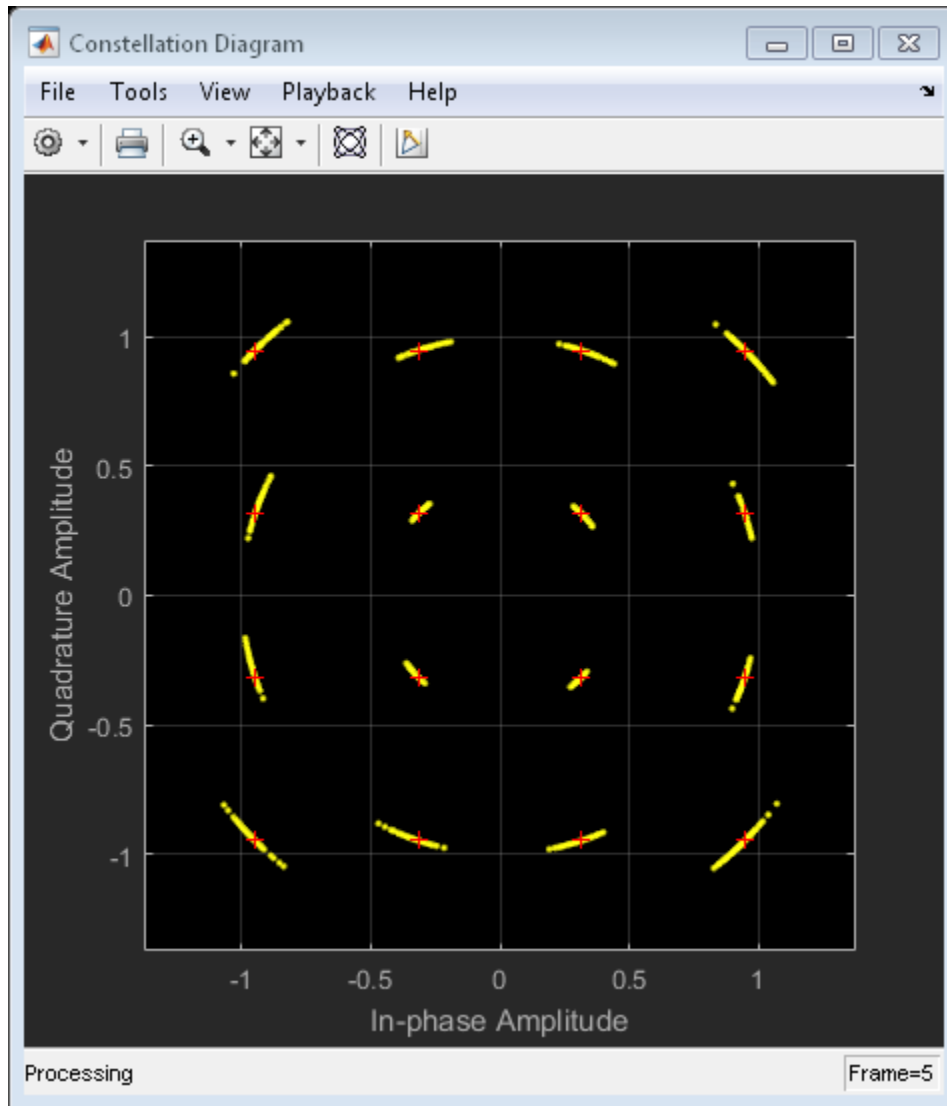 Constellation Diagram
File Tools View Playback Help
1
0.5
0
-0.5
-1
Quadrature Amplitude
-1 -0.5 0 0.5 1
In-phase Amplitude
Processing Frame=5